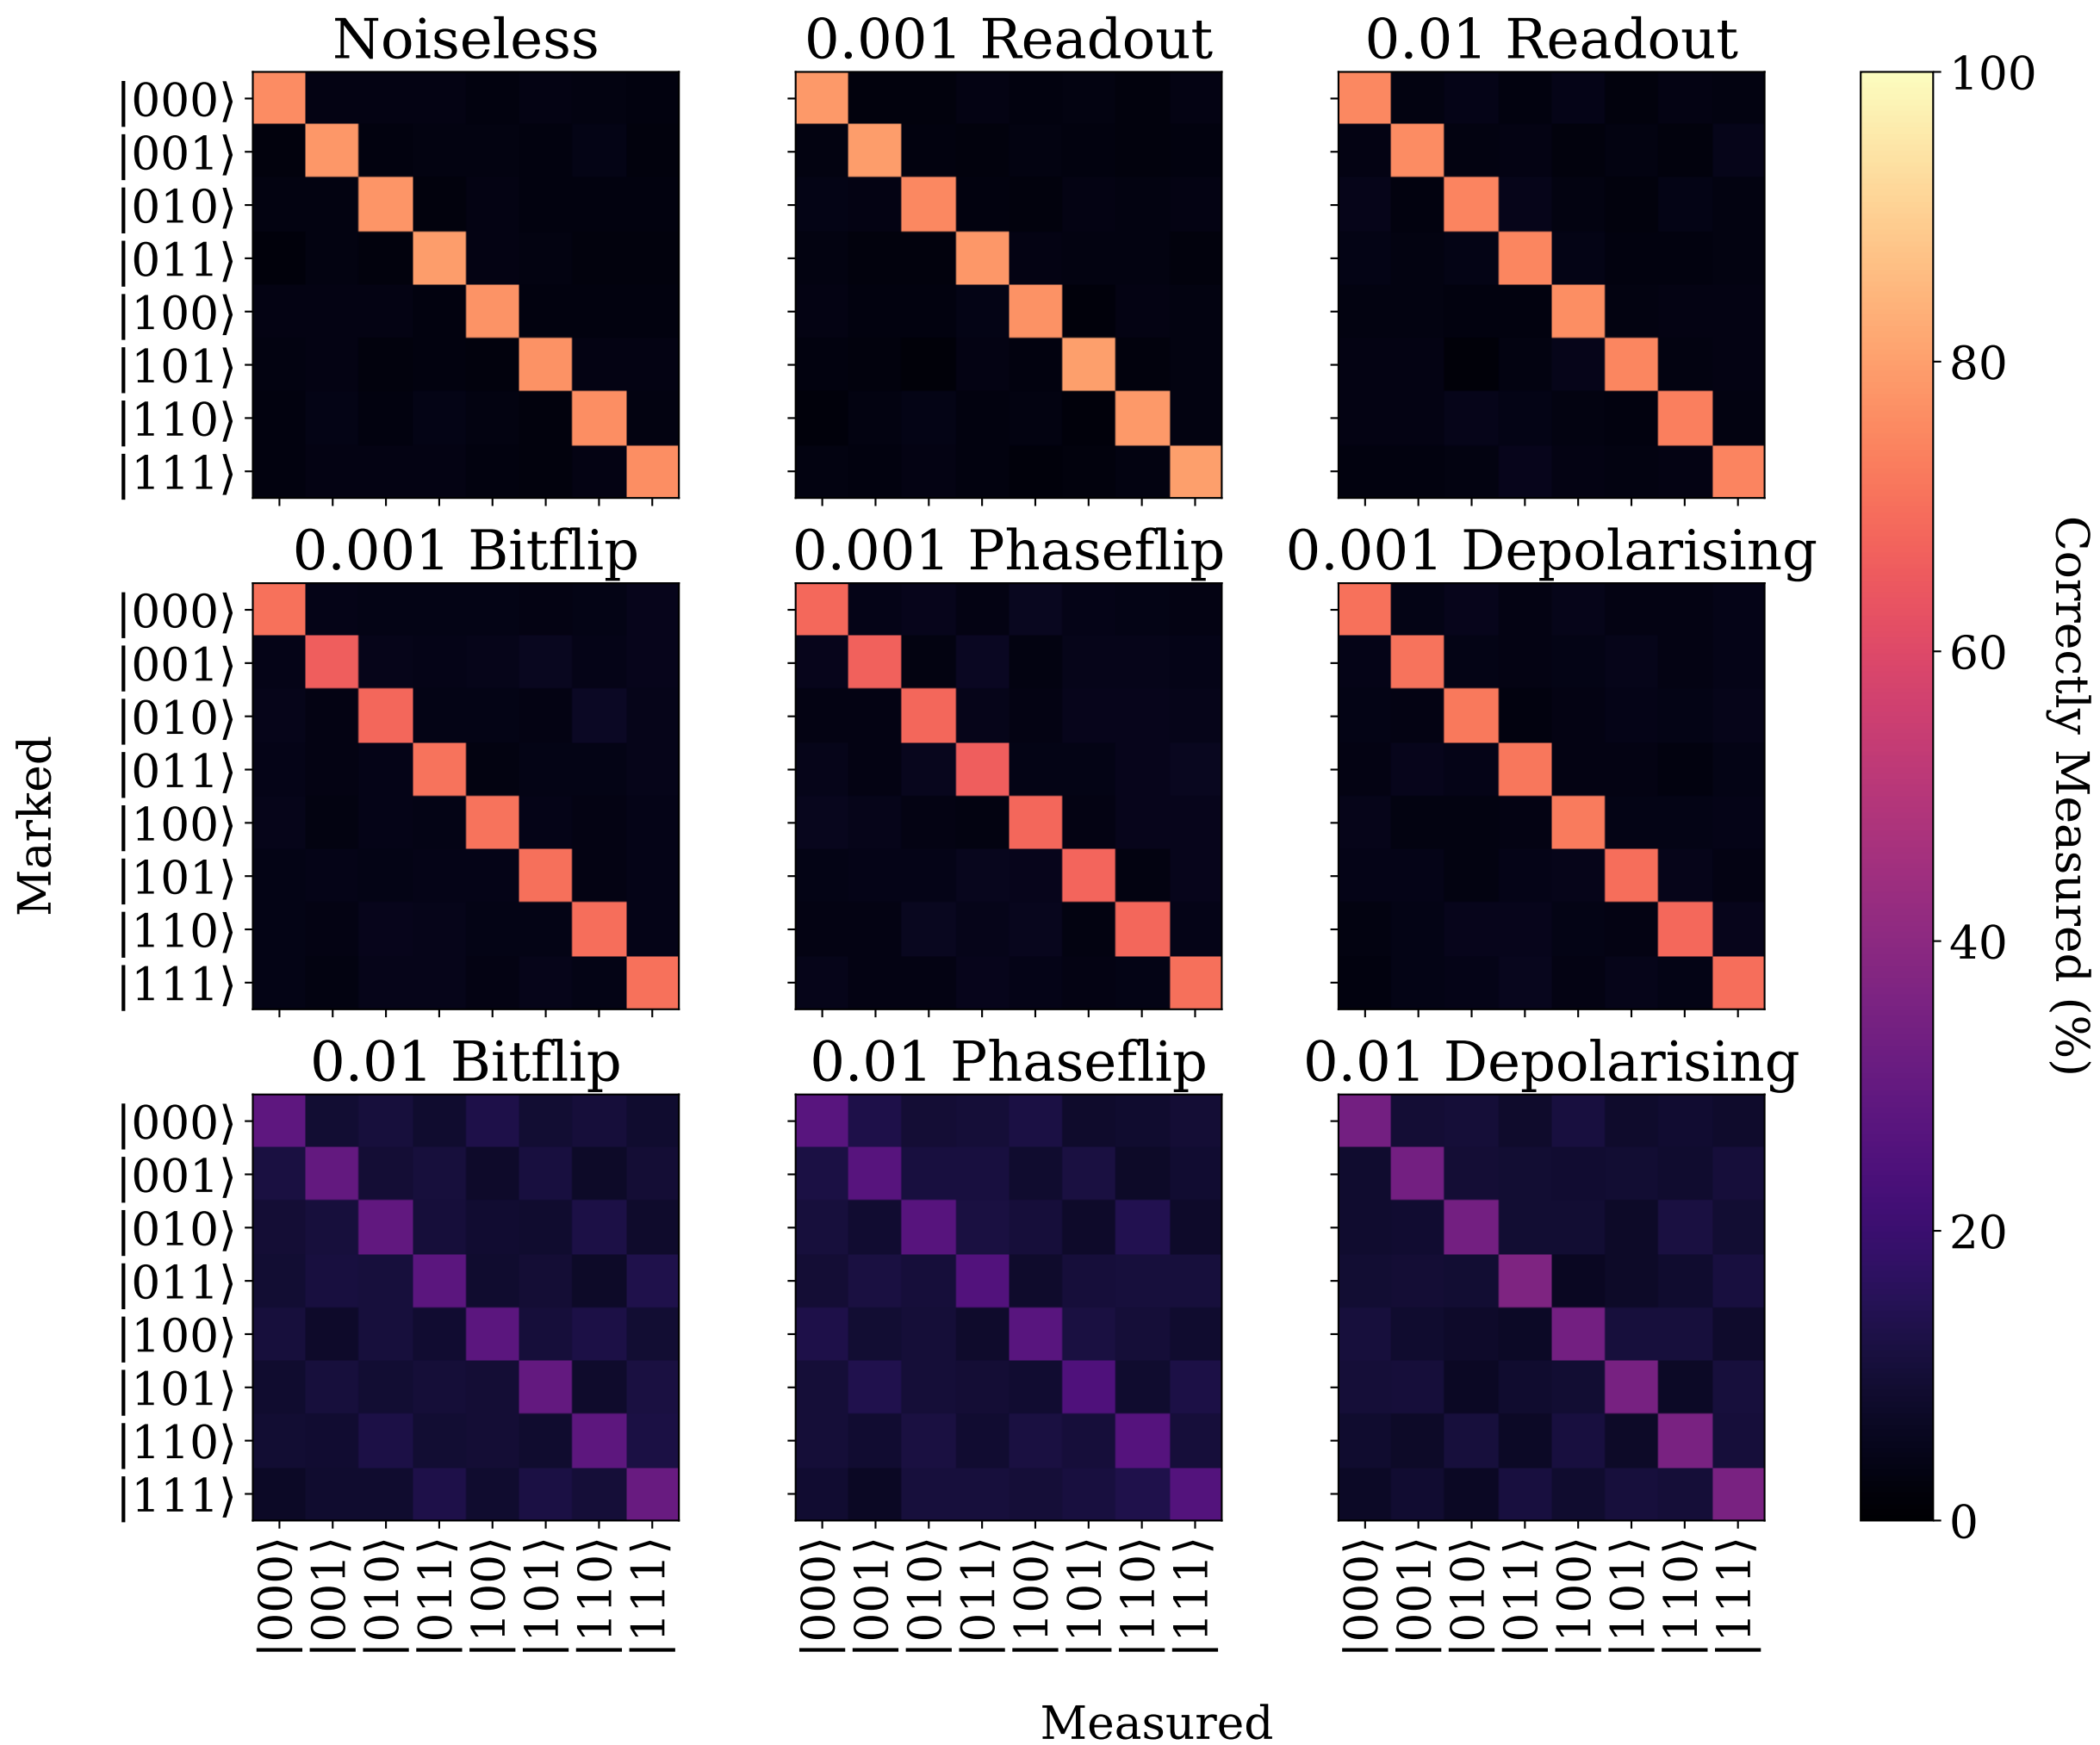 Noiseless
0.001 Readout
0.01 Readout
|000⟩
|001⟩
|010⟩
|011⟩
|100⟩
|101⟩
|110⟩
|111⟩
0.001 Bitflip
0.001 Phaseflip
0.001 Depolarising
|000⟩
|001⟩
|010⟩
|011⟩
|100⟩
|101⟩
|110⟩
|111⟩
Marked
0.01 Bitflip
0.01 Phaseflip
0.01 Depolarising
|000⟩
|001⟩
|010⟩
|011⟩
|100⟩
|101⟩
|110⟩
|111⟩
|000⟩ |001⟩ |010⟩ |011⟩ |100⟩ |101⟩ |110⟩ |111⟩
|000⟩ |001⟩ |010⟩ |011⟩ |100⟩ |101⟩ |110⟩ |111⟩
|000⟩ |001⟩ |010⟩ |011⟩ |100⟩ |101⟩ |110⟩ |111⟩
Measured
100
80
60
40
20
0
Correctly Measured (%)